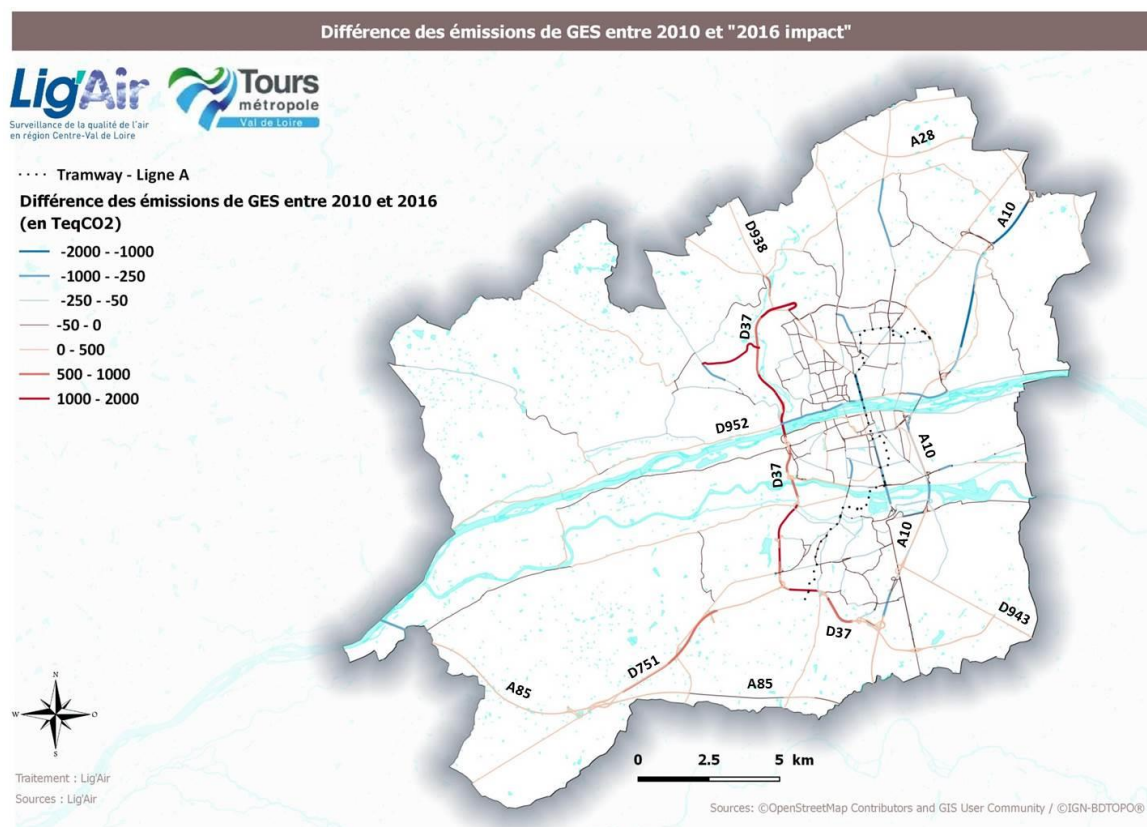 Différence des émissions de GES entre 2010 et "2016 impact"
Lig'Air
Surveillance de la qualité de l'air
en région Centre-Val de Loire
Tours
métropole
Val de Loire
Tramway - Ligne A
Différence des émissions de GES entre 2010 et 2016
(en TeqCO2)
-2000 - -1000
-1000 - -250
-250 - -50
-50 - 0
0 - 500
500 - 1000
1000 - 2000
A28
A10
D938
D37
D952
A10
D37
A10
D943
D37
D751
A85
A85
N
W
O
S
0 2.5 5 km
Traitement : Lig'Air
Sources : Lig'Air
Sources: ©OpenStreetMap Contributors and GIS User Community / ©IGN-BDTOPO®